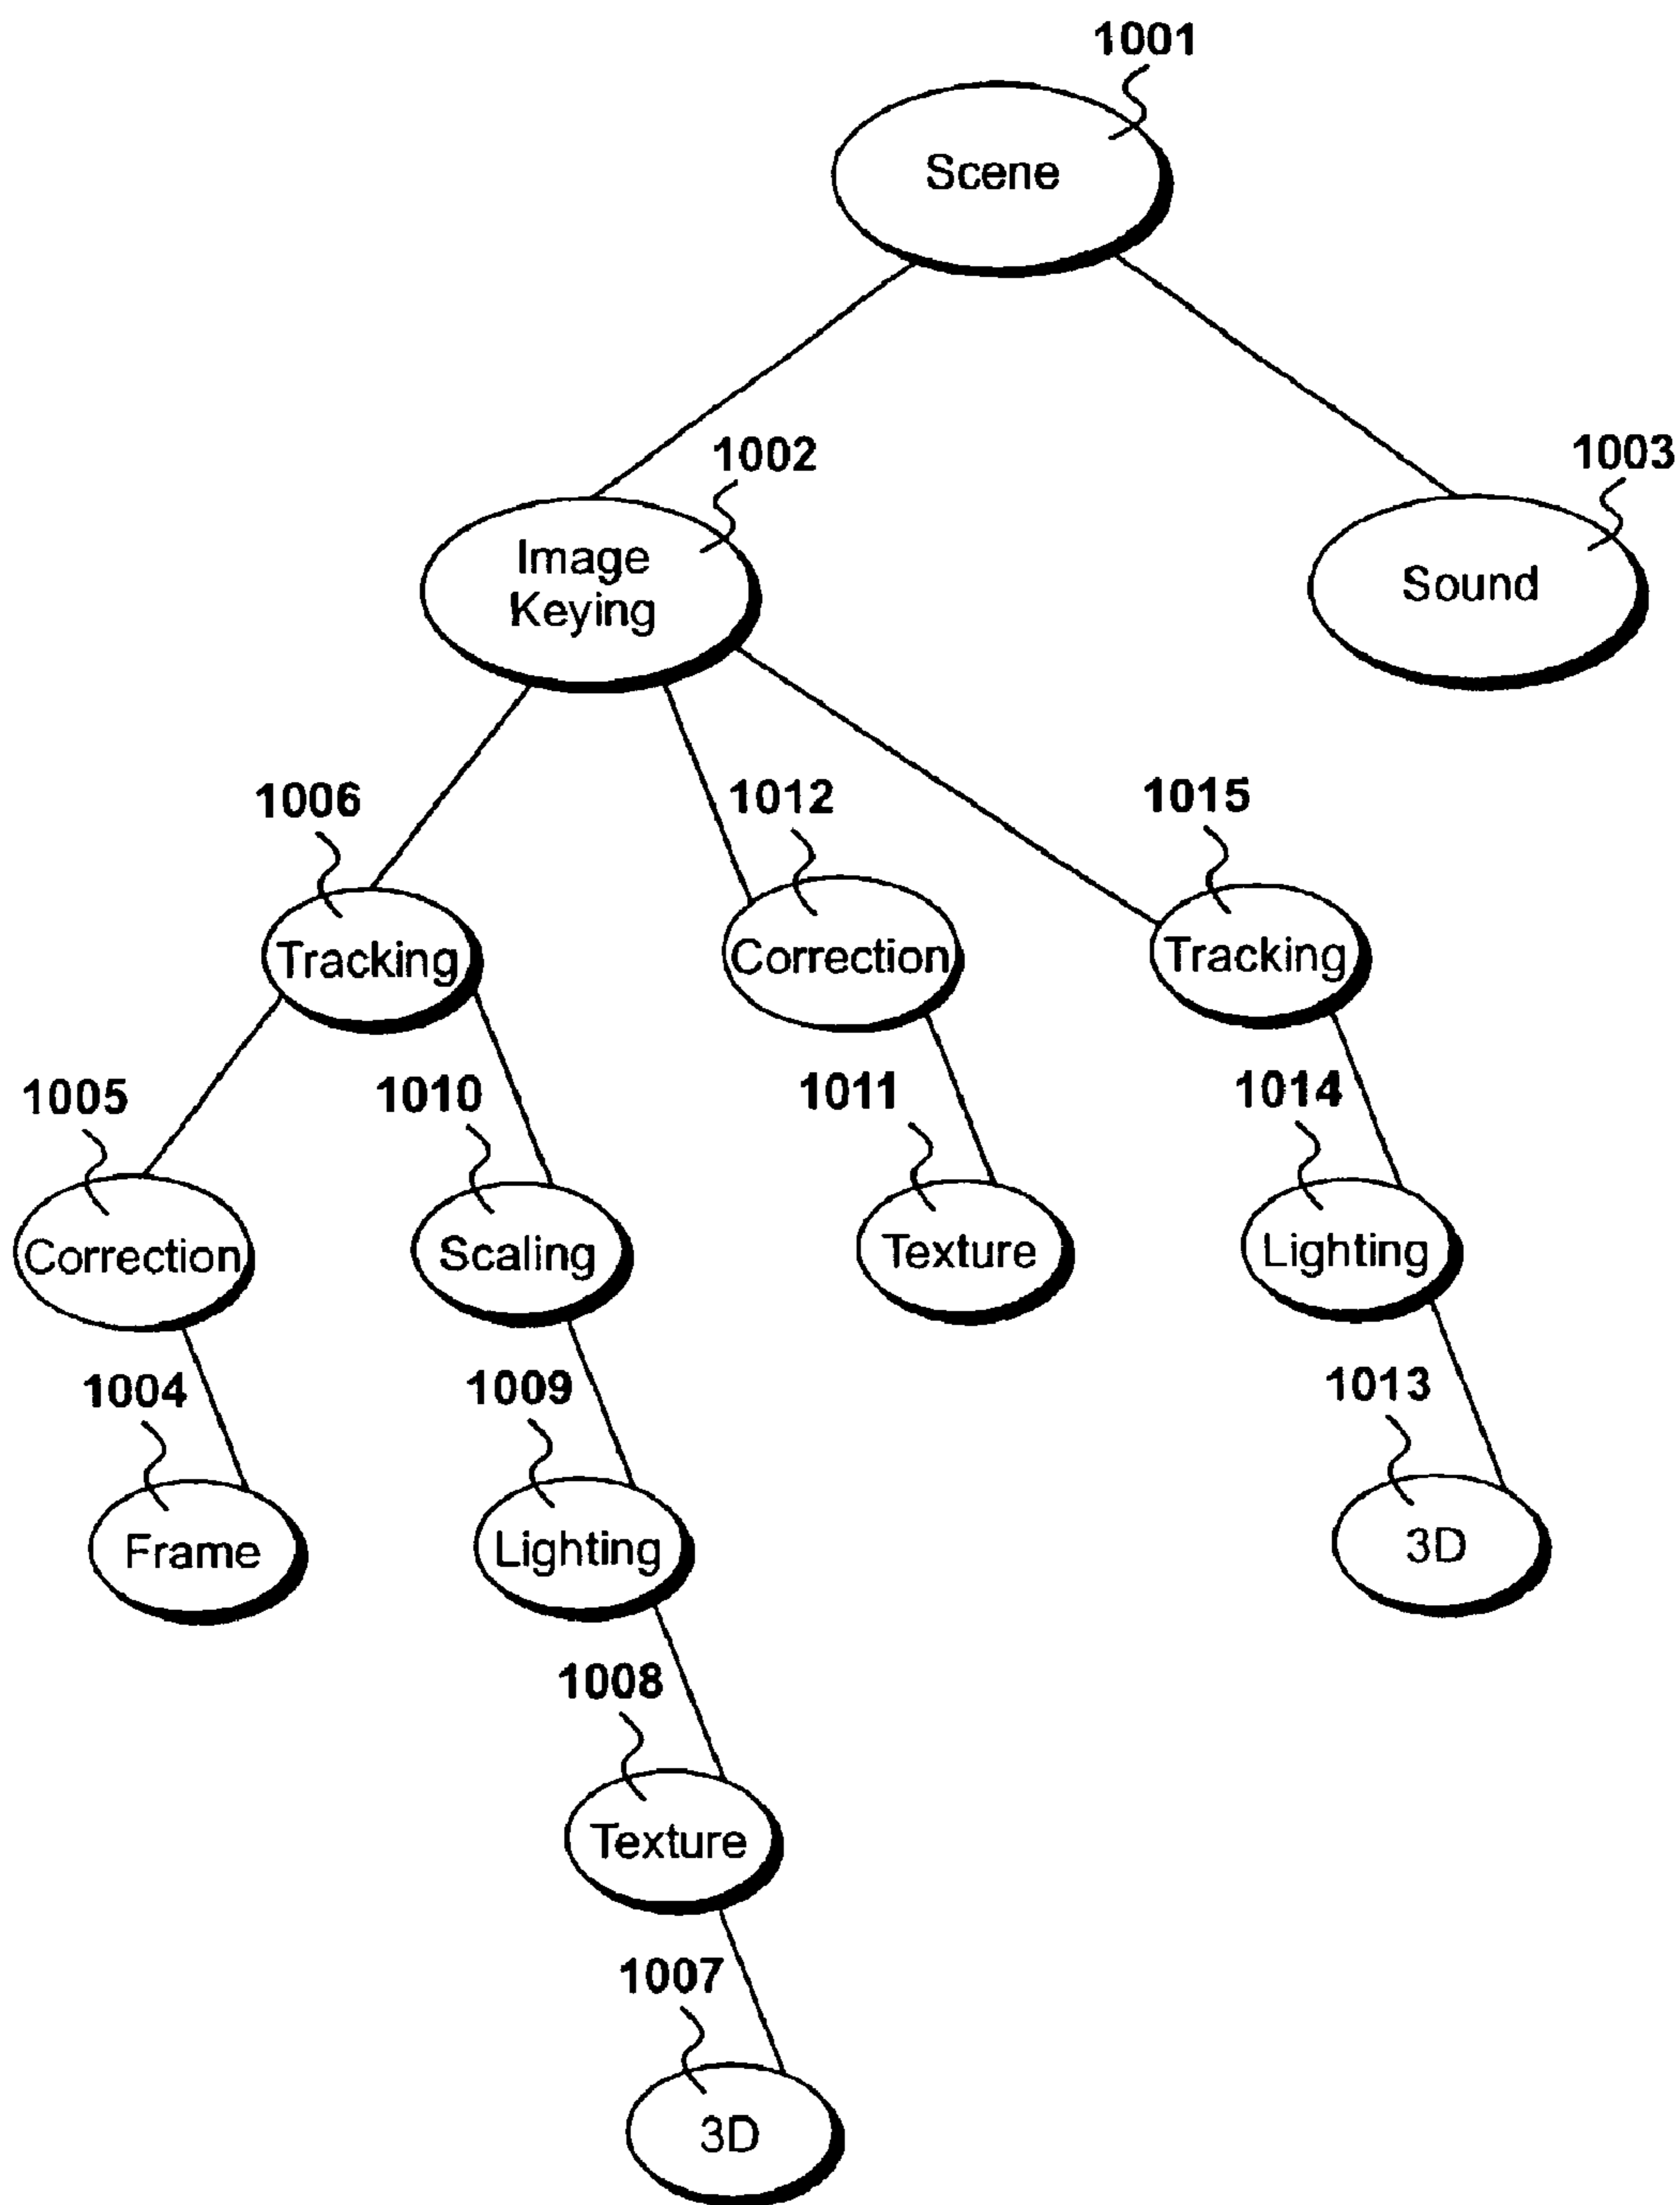 1001
Scene
1002
1003
Image
Keying
Sound
1006
1012
1015
Tracking
Correction
Tracking
1005
1010
1011
1014
Correction
Scaling
Texture
Lighting
1004
1009
1013
Frame
Lighting
3D
1008
Texture
1007
3D